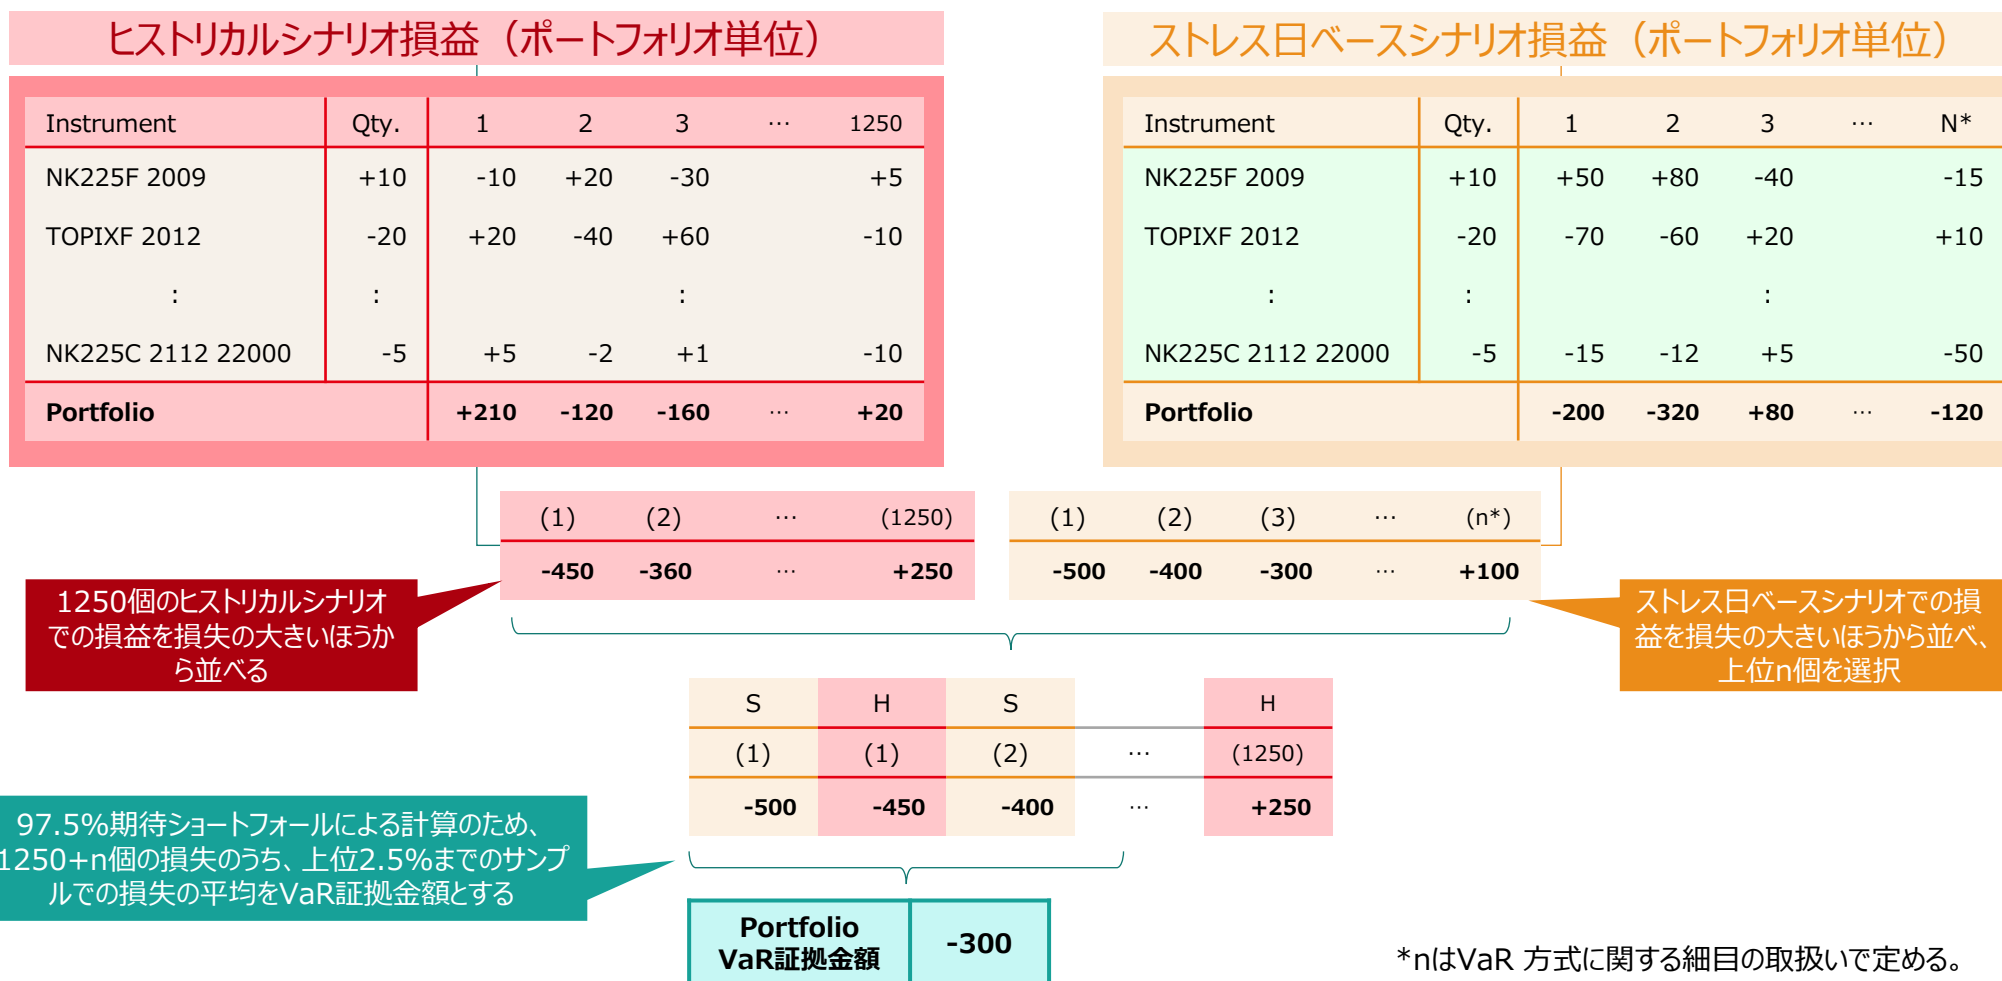 ヒストリカルシナリオ損益（ポートフォリオ単位）
Instrument Qty. 1 2 3 … 1250
NK225F 2009 +10 -10 +20 -30 +5
TOPIXF 2012 -20 +20 -40 +60 -10
: : :
NK225C 2112 22000 -5 +5 -2 +1 -10
Portfolio +210 -120 -160 … +20
ストレス日ベースシナリオ損益（ポートフォリオ単位）
Instrument Qty. 1 2 3 … N*
NK225F 2009 +10 +50 +80 -40 -15
TOPIXF 2012 -20 -70 -60 +20 +10
: : :
NK225C 2112 22000 -5 -15 -12 +5 -50
Portfolio -200 -320 +80 … -120
(1) (2) … (1250)
-450 -360 … +250
(1) (2) (3) … (n*)
-500 -400 -300 … +100
1250個のヒストリカルシナリオ
での損益を損失の大きいほうか
ら並べる
ストレス日ベースシナリオでの損
益を損失の大きいほうから並べ、
上位n個を選択
S H S H
(1) (1) (2) … (1250)
-500 -450 -400 … +250
97.5%期待ショートフォールによる計算のため、
1250+n個の損失のうち、上位2.5%までのサンプ
ルでの損失の平均をVaR証拠金額とする
Portfolio
VaR証拠金額
-300
*nはVaR 方式に関する細目の取扱いで定める。